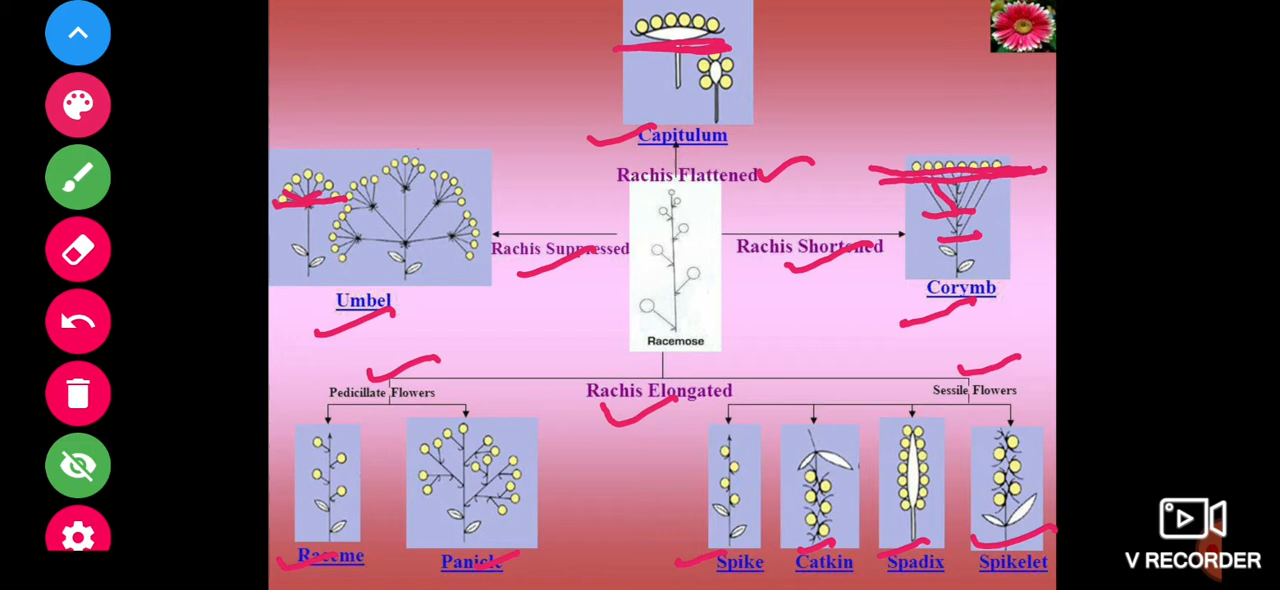 Capitulum
Rachis Flattened
Rachis Suppressed
Rachis Shortened
Umbel
Corymb
Racemose
Pedicillate Flowers
Rachis Elongated
Sessile Flowers
Raceme
Panicle
Spike
Catkin
Spadix
Spikelet
V RECORDER